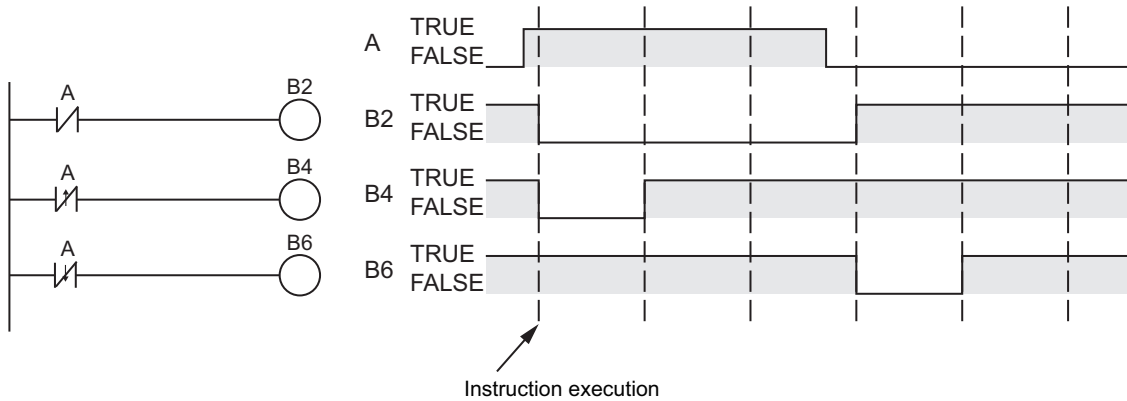 A
B2
A
B4
A
B6
A
TRUE
FALSE
B2
TRUE
FALSE
B4
TRUE
FALSE
B6
TRUE
FALSE
Instruction execution